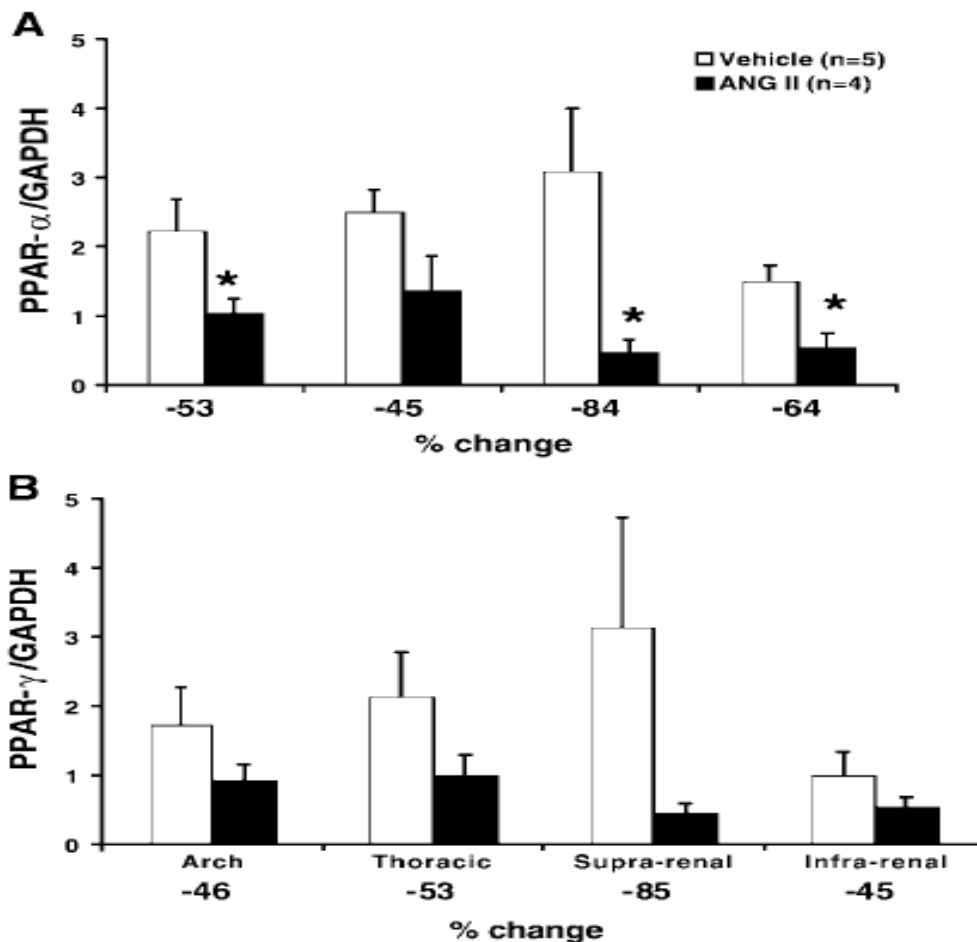 A
PPAR-α/GAPDH
5
4
3
2
1
0
□ Vehicle (n=5)
■ ANG II (n=4)
*
*
*
-53 -45 -84 -64
% change
B
PPAR-γ/GAPDH
5
4
3
2
1
0
Arch Thoracic Supra-renal Infra-renal
-46 -53 -85 -45
% change